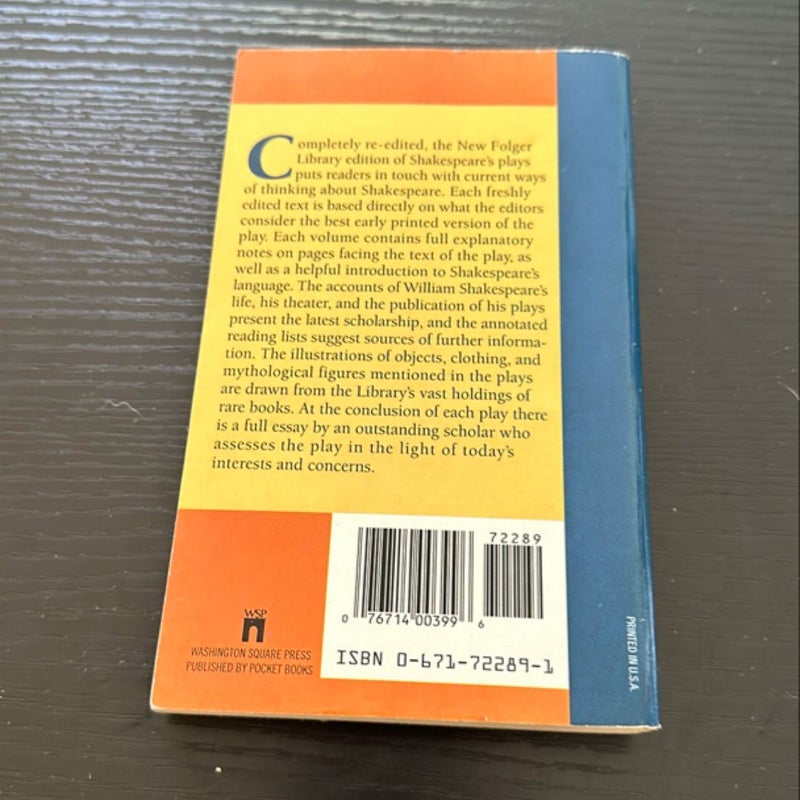 Completely re-edited, the New Folger
Library edition of Shakespeare's plays
puts readers in touch with current ways
of thinking about Shakespeare. Each freshly
edited text is based directly on what the editors
consider the best early printed version of the
play. Each volume contains full explanatory
notes on pages facing the text of the play, as
well as a helpful introduction to Shakespeare's
language. The accounts of William Shakespeare's
life, his theater, and the publication of his plays
present the latest scholarship, and the annotated
reading lists suggest sources of further informa-
tion. The illustrations of objects, clothing, and
mythological figures mentioned in the plays
are drawn from the Library's vast holdings of
rare books. At the conclusion of each play there
is a full essay by an outstanding scholar who
assesses the play in the light of today's
interests and concerns.
72289
0 76714 00399 6
ISBN 0-671-72289-1
WSP
WASHINGTON SQUARE PRESS
PUBLISHED BY POCKET BOOKS
PRINTED IN U.S.A.